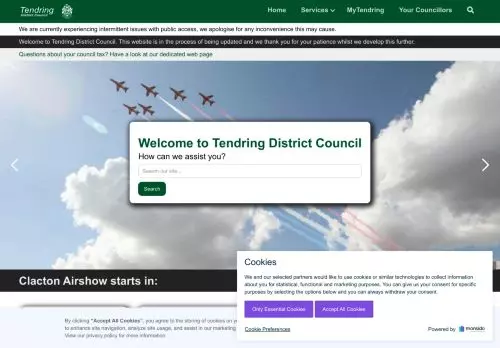 Tendring
District Council
Home
Services
MyTendring
Your Councillors
We are currently experiencing intermittent issues with public access, we apologise for any inconvenience this may cause.
Welcome to Tendring District Council. This website is in the process of being updated and we thank you for your patience whilst we develop this further.
Questions about your council tax? Have a look at our dedicated web page
Welcome to Tendring District Council
How can we assist you?
Search our site...
Search
Clacton Airshow starts in:
Cookies
We and our selected partners would like to use cookies or similar technologies to collect information
about you for statistical, functional and marketing purposes. You can give us your consent for specific
purposes by selecting the options below and you can always withdraw your consent.
Only Essential Cookies
Accept All Cookies
Cookie Preferences
Powered by
monsido
By clicking "Accept All Cookies", you agree to the storing of cookies on
to enhance site navigation, analyze site usage, and assist in our marketing
View our privacy policy for more information